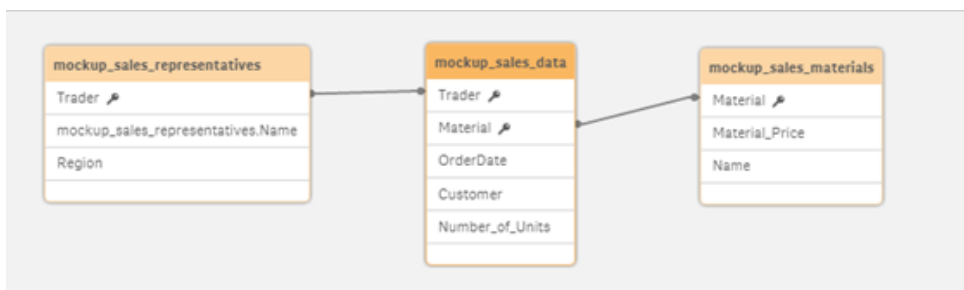 mockup_sales_representatives
Trader
mockup_sales_representatives.Name
Region
mockup_sales_data
Trader
Material
OrderDate
Customer
Number_of_Units
mockup_sales_materials
Material
Material_Price
Name